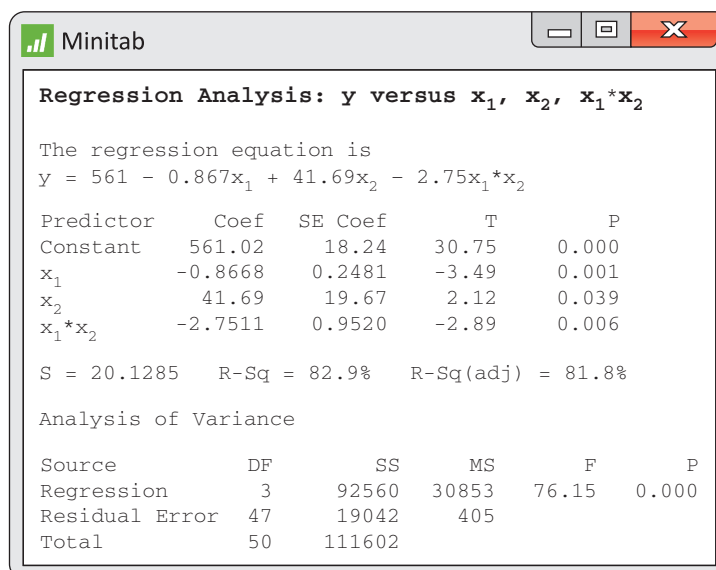 Minitab
Regression Analysis: y versus x₁, x₂, x₁*x₂
The regression equation is
y = 561 – 0.867x₁ + 41.69x₂ – 2.75x₁*x₂
Predictor Coef SE Coef T P
Constant 561.02 18.24 30.75 0.000
x₁ -0.8668 0.2481 -3.49 0.001
x₂ 41.69 19.67 2.12 0.039
x₁*x₂ -2.7511 0.9520 -2.89 0.006
S = 20.1285 R-Sq = 82.9% R-Sq(adj) = 81.8%
Analysis of Variance
Source DF SS MS F P
Regression 3 92560 30853 76.15 0.000
Residual Error 47 19042 405
Total 50 111602